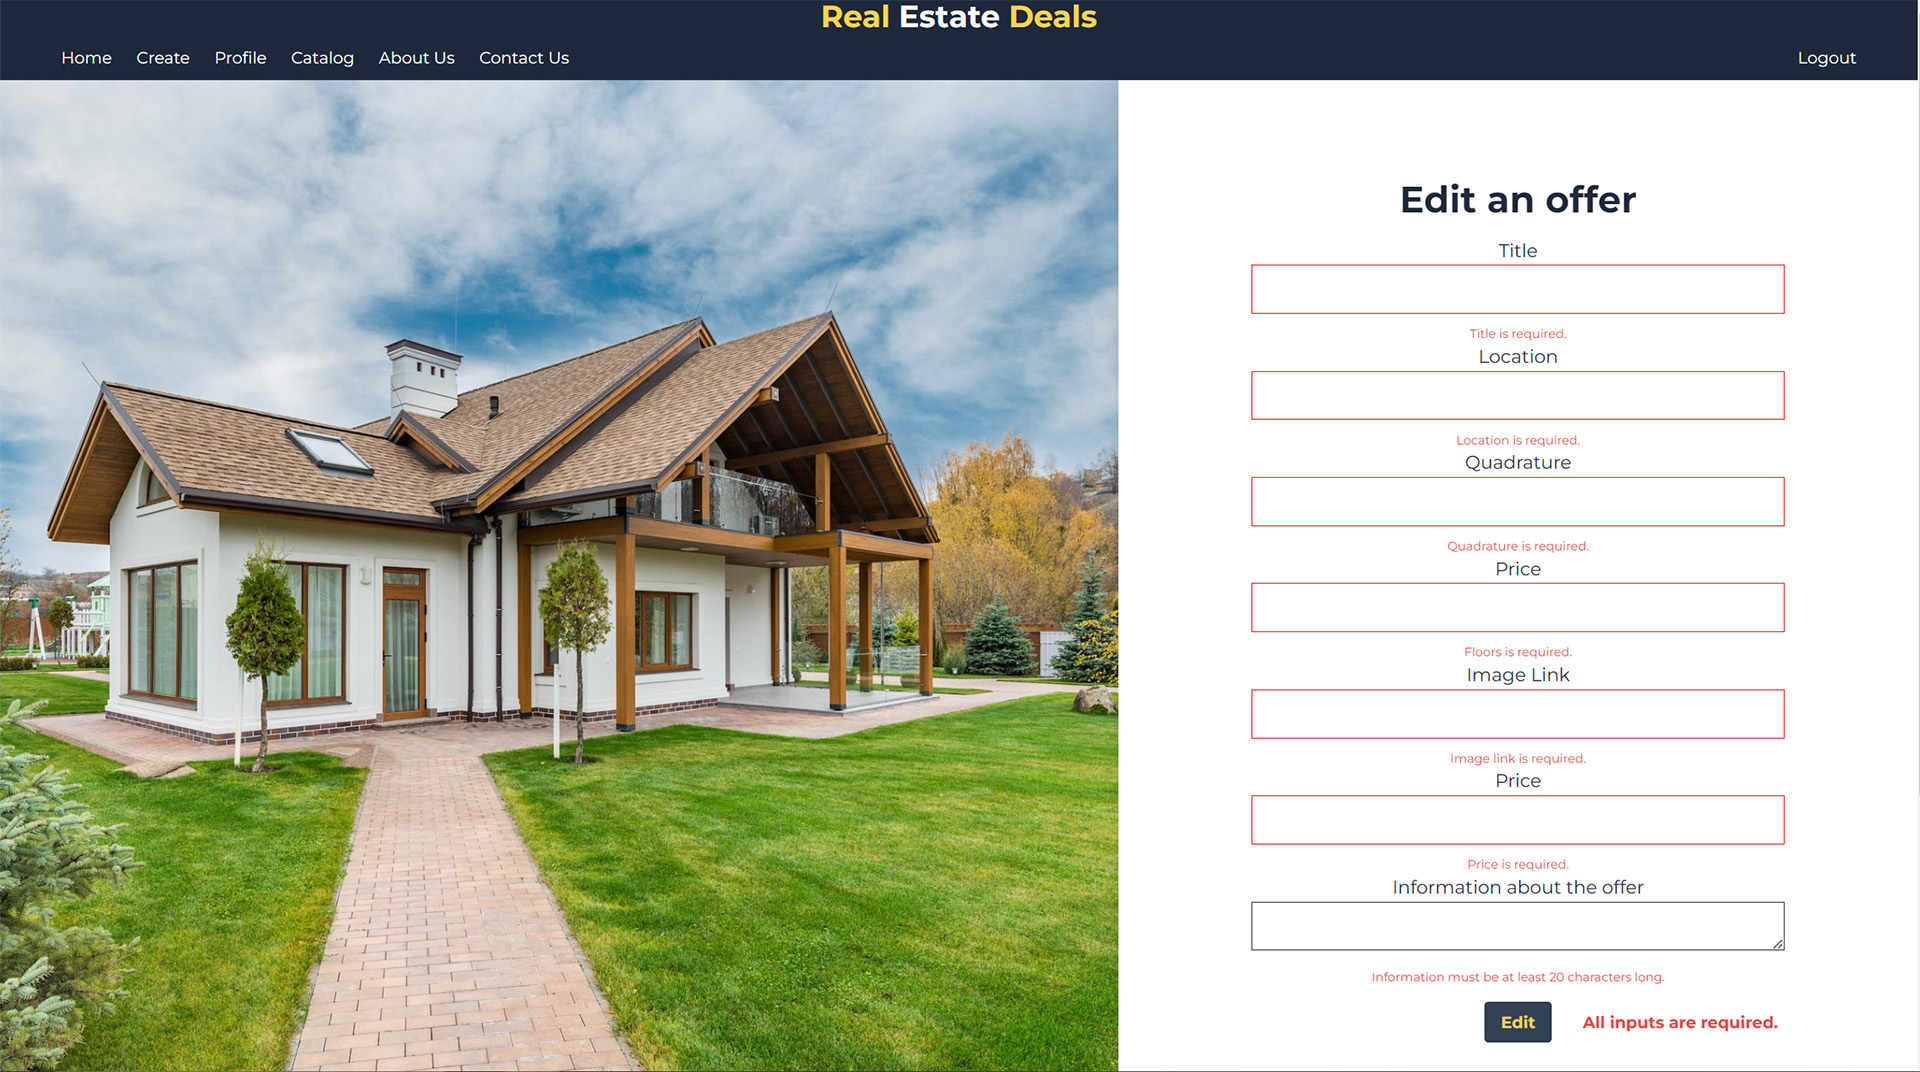 Real Estate Deals
Home Create Profile Catalog About Us Contact Us Logout
Edit an offer
Title
Title is required.
Location
Location is required.
Quadrature
Quadrature is required.
Price
Floors is required.
Image Link
Image link is required.
Price
Price is required.
Information about the offer
Information must be at least 20 characters long.
Edit All inputs are required.